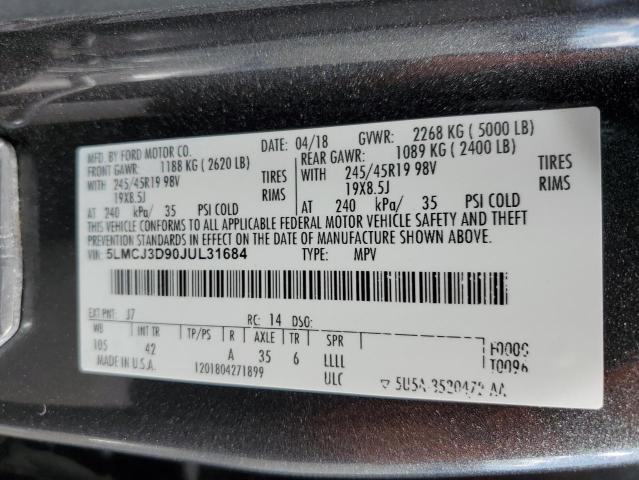 MFD. BY FORD MOTOR CO. DATE: 04/18 GVWR: 2268 KG ( 5000 LB)
FRONT GAWR: 1188 KG ( 2620 LB) REAR GAWR: 1089 KG ( 2400 LB)
WITH 245/45R19 98V TIRES WITH 245/45R19 98V TIRES
19X8.5J RIMS 19X8.5J RIMS
AT 240 kPa/ 35 PSI COLD AT 240 kPa/ 35 PSI COLD
THIS VEHICLE CONFORMS TO ALL APPLICABLE FEDERAL MOTOR VEHICLE SAFETY AND THEFT
PREVENTION STANDARDS IN EFFECT ON THE DATE OF MANUFACTURE SHOWN ABOVE.
VIN: 5LMCJ3D90JUL31684 TYPE: MPV
EXT PNT: J7 RC: 14 DSO:
WB INT TR TP/PS R AXLE TR SPR
105 42 A 35 6 LLLL
MADE IN U.S.A. 1201804271899 ULC